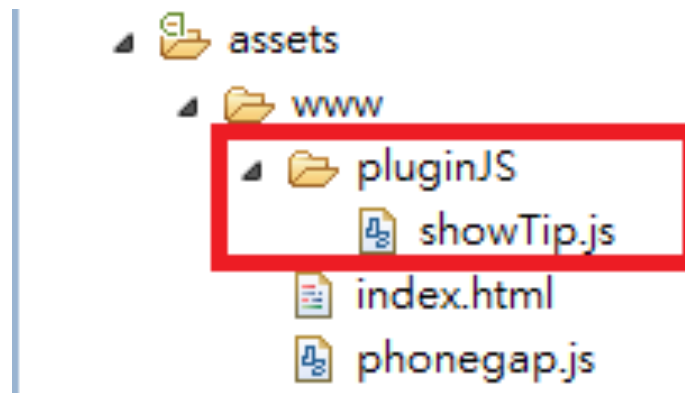 assets
www
pluginJS
showTip.js
index.html
phonegap.js